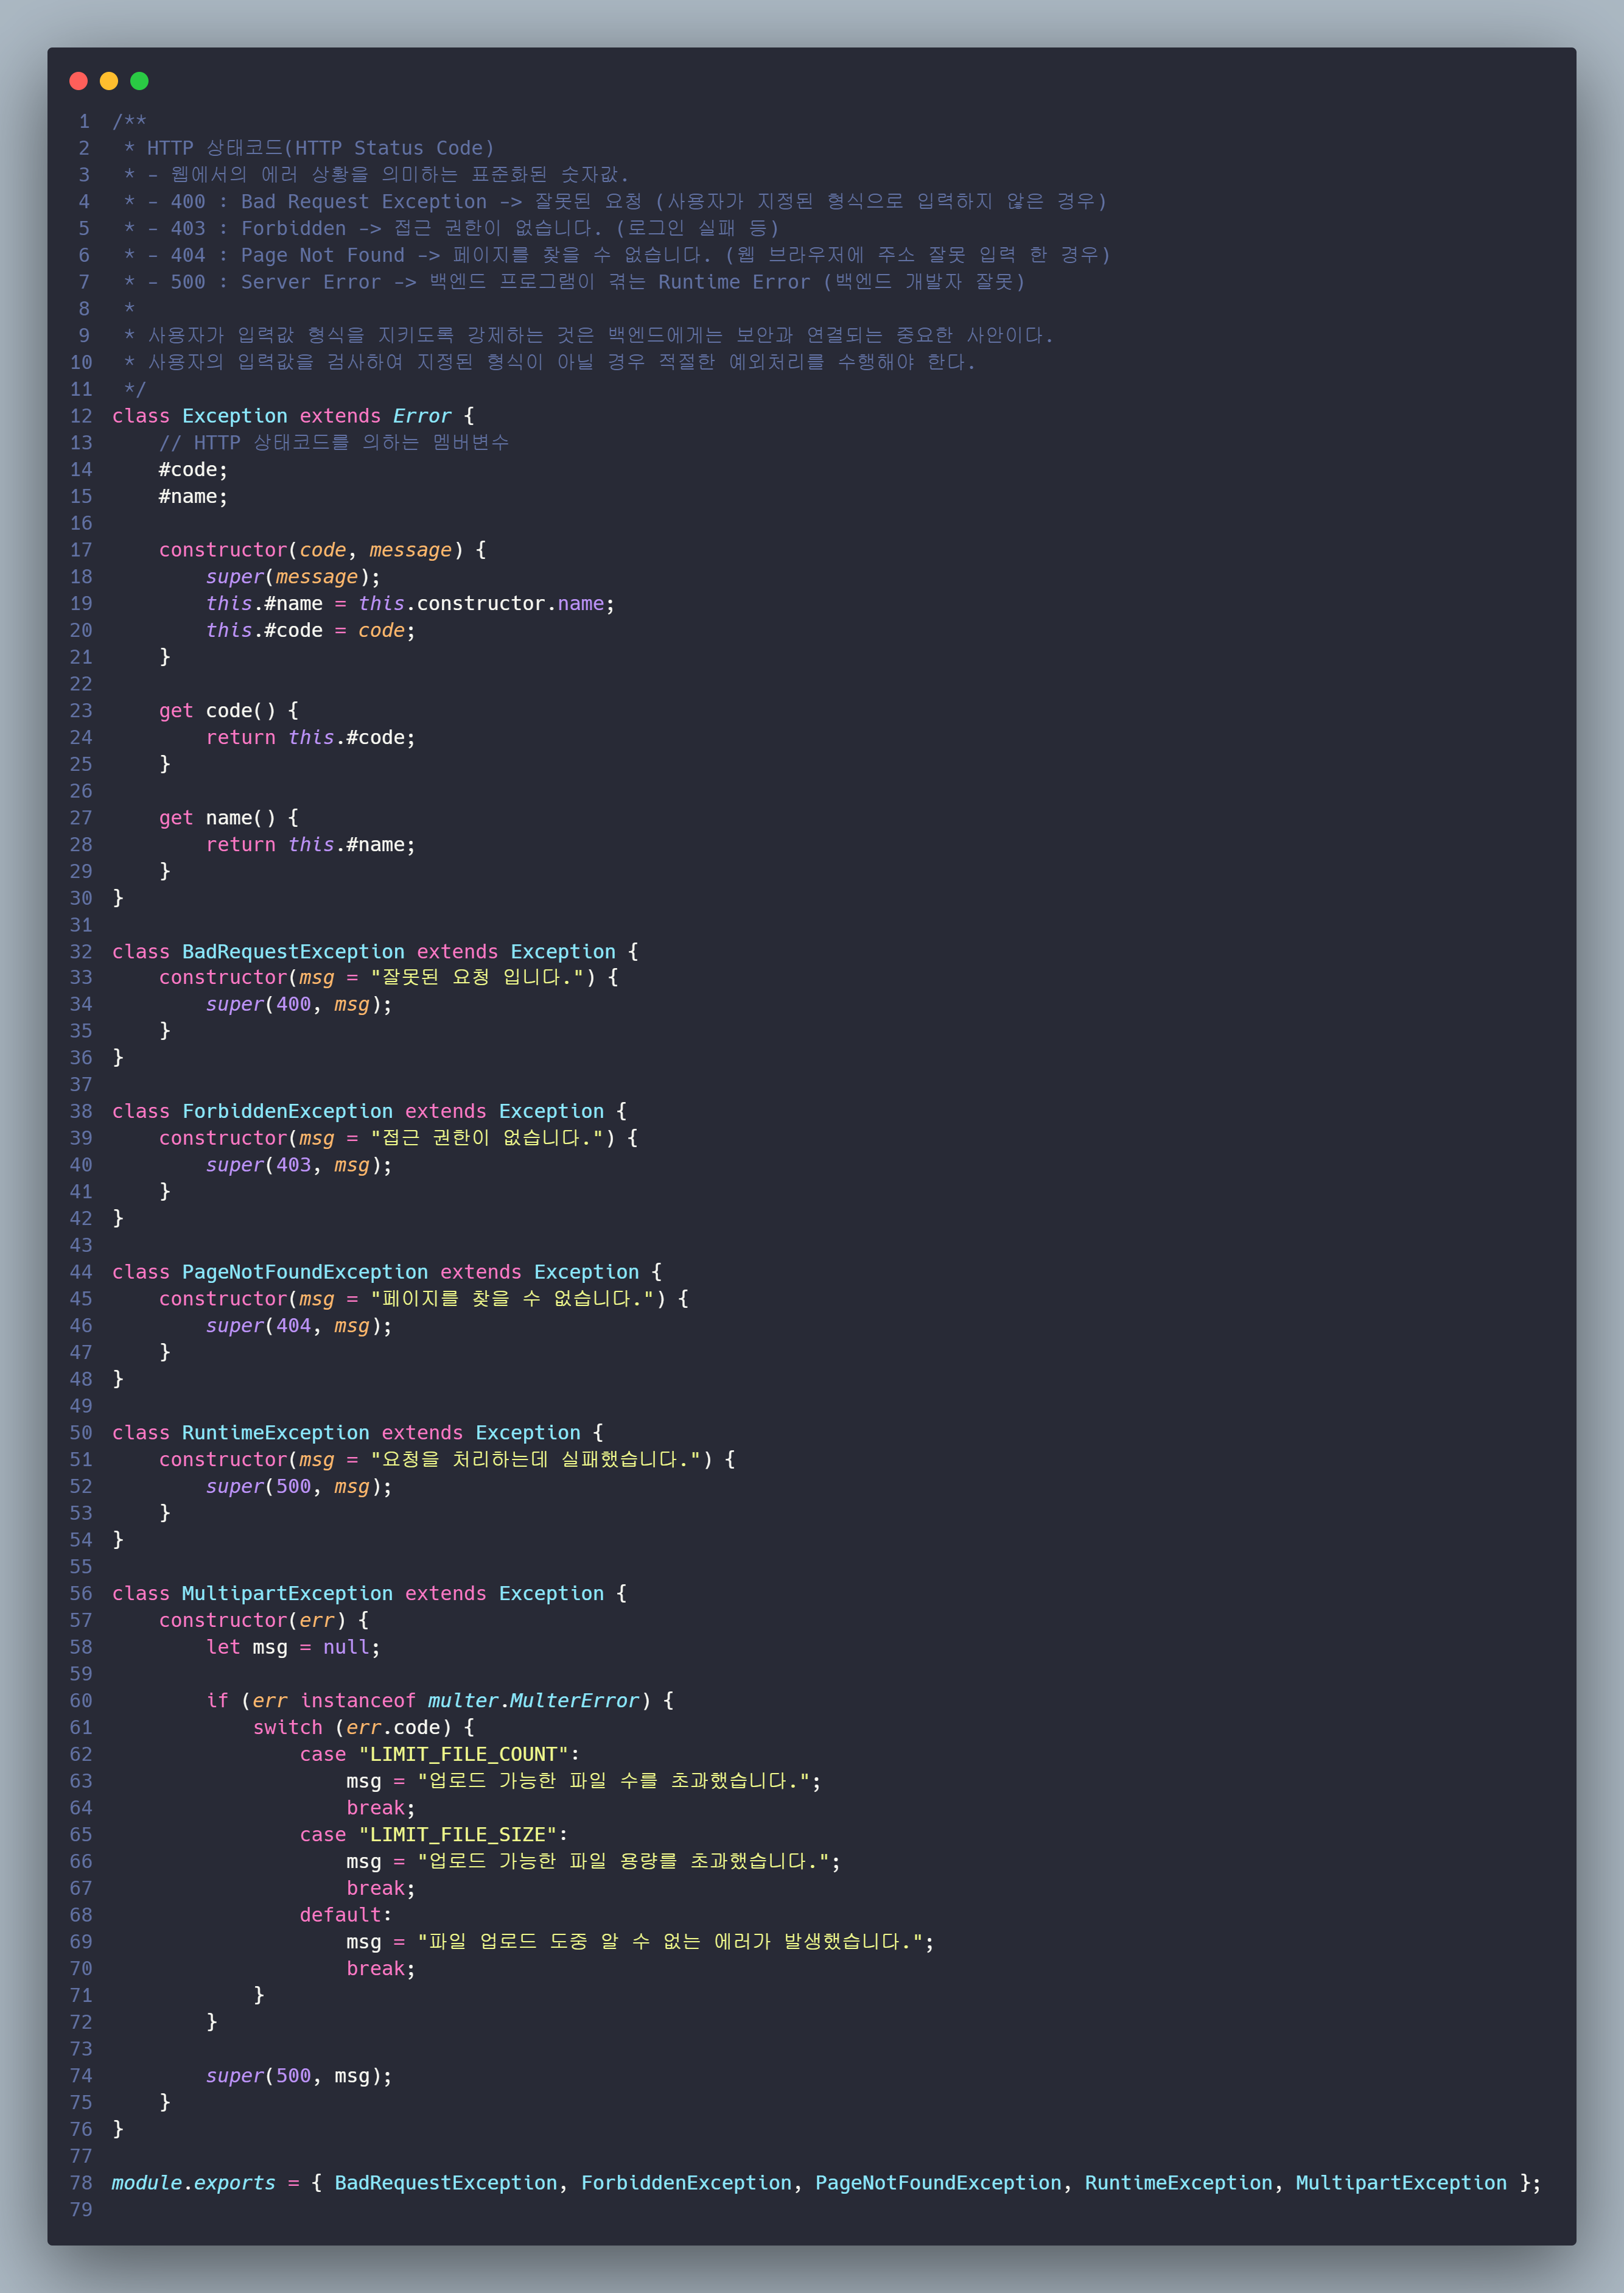 1 /**
2  * HTTP 상태코드(HTTP Status Code)
3  * - 웹에서의 에러 상황을 의미하는 표준화된 숫자값.
4  * - 400 : Bad Request Exception -> 잘못된 요청 (사용자가 지정된 형식으로 입력하지 않은 경우)
5  * - 403 : Forbidden -> 접근 권한이 없습니다. (로그인 실패 등)
6  * - 404 : Page Not Found -> 페이지를 찾을 수 없습니다. (웹 브라우저에 주소 잘못 입력 한 경우)
7  * - 500 : Server Error -> 백엔드 프로그램이 겪는 Runtime Error (백엔드 개발자 잘못)
8  *
9  * 사용자가 입력값 형식을 지키도록 강제하는 것은 백엔드에게는 보안과 연결되는 중요한 사안이다.
10  * 사용자의 입력값을 검사하여 지정된 형식이 아닐 경우 적절한 예외처리를 수행해야 한다.
11  */
12 class Exception extends Error {
13     // HTTP 상태코드를 의하는 멤버변수
14     #code;
15     #name;
16
17     constructor(code, message) {
18         super(message);
19         this.#name = this.constructor.name;
20         this.#code = code;
21     }
22
23     get code() {
24         return this.#code;
25     }
26
27     get name() {
28         return this.#name;
29     }
30 }
31
32 class BadRequestException extends Exception {
33     constructor(msg = "잘못된 요청 입니다.") {
34         super(400, msg);
35     }
36 }
37
38 class ForbiddenException extends Exception {
39     constructor(msg = "접근 권한이 없습니다.") {
40         super(403, msg);
41     }
42 }
43
44 class PageNotFoundException extends Exception {
45     constructor(msg = "페이지를 찾을 수 없습니다.") {
46         super(404, msg);
47     }
48 }
49
50 class RuntimeException extends Exception {
51     constructor(msg = "요청을 처리하는데 실패했습니다.") {
52         super(500, msg);
53     }
54 }
55
56 class MultipartException extends Exception {
57     constructor(err) {
58         let msg = null;
59
60         if (err instanceof multer.MulterError) {
61             switch (err.code) {
62                 case "LIMIT_FILE_COUNT":
63                     msg = "업로드 가능한 파일 수를 초과했습니다.";
64                     break;
65                 case "LIMIT_FILE_SIZE":
66                     msg = "업로드 가능한 파일 용량를 초과했습니다.";
67                     break;
68                 default:
69                     msg = "파일 업로드 도중 알 수 없는 에러가 발생했습니다.";
70                     break;
71             }
72         }
73
74         super(500, msg);
75     }
76 }
77
78 module.exports = { BadRequestException, ForbiddenException, PageNotFoundException, RuntimeException, MultipartException };
79